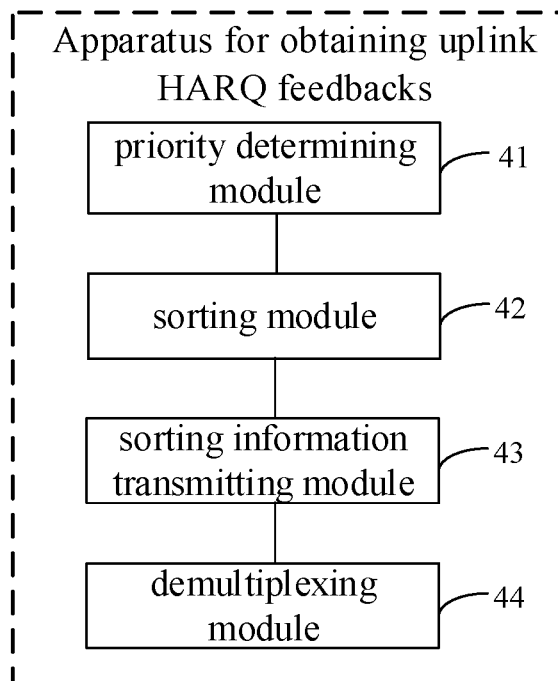 Apparatus for obtaining uplink
HARQ feedbacks
priority determining
module
41
sorting module
42
sorting information
transmitting module
43
demultiplexing
module
44